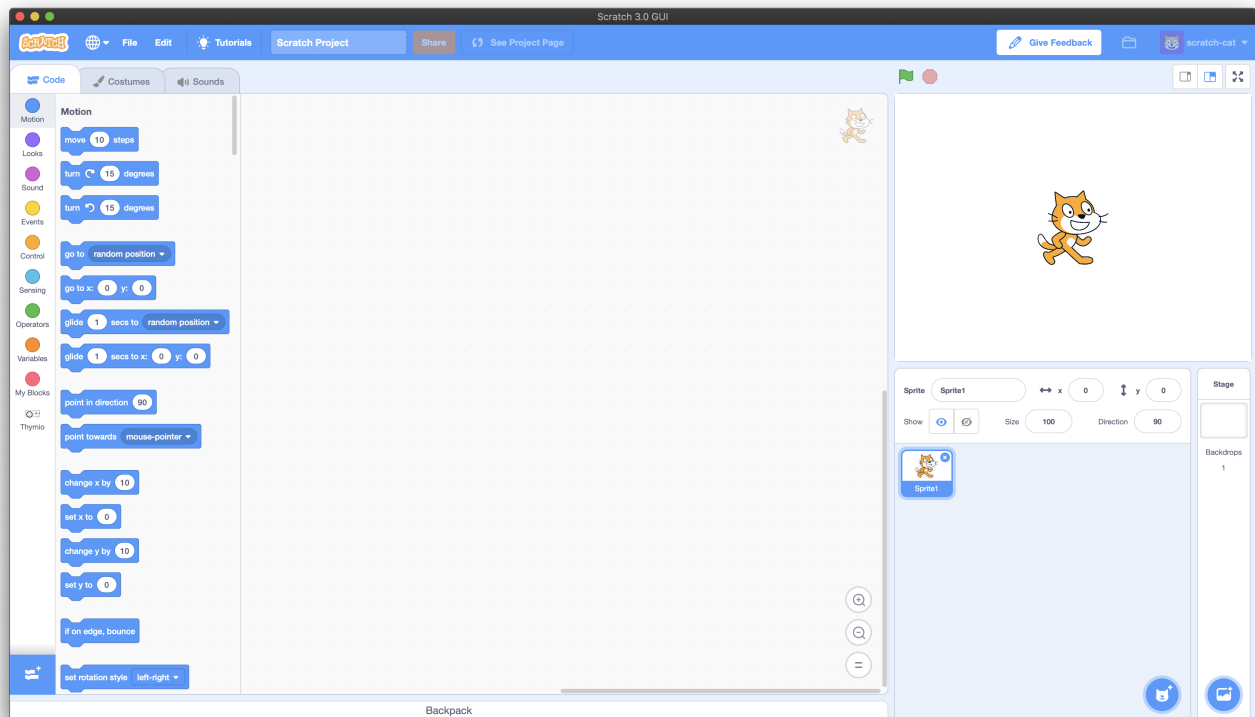 Scratch 3.0 GUI
SCRATCH File Edit Tutorials Scratch Project Share See Project Page Give Feedback scratch-cat
Code Costumes Sounds
Motion
Looks
Sound
Events
Control
Sensing
Operators
Variables
My Blocks
Thymio
Motion
move 10 steps
turn 15 degrees
turn 15 degrees
go to random position
go to x: 0 y: 0
glide 1 secs to random position
glide 1 secs to x: 0 y: 0
point in direction 90
point towards mouse-pointer
change x by 10
set x to 0
change y by 10
set y to 0
if on edge, bounce
set rotation style left-right
Backpack
Sprite Sprite1 x 0 y 0
Show Size 100 Direction 90
Sprite1
Stage
Backdrops
1